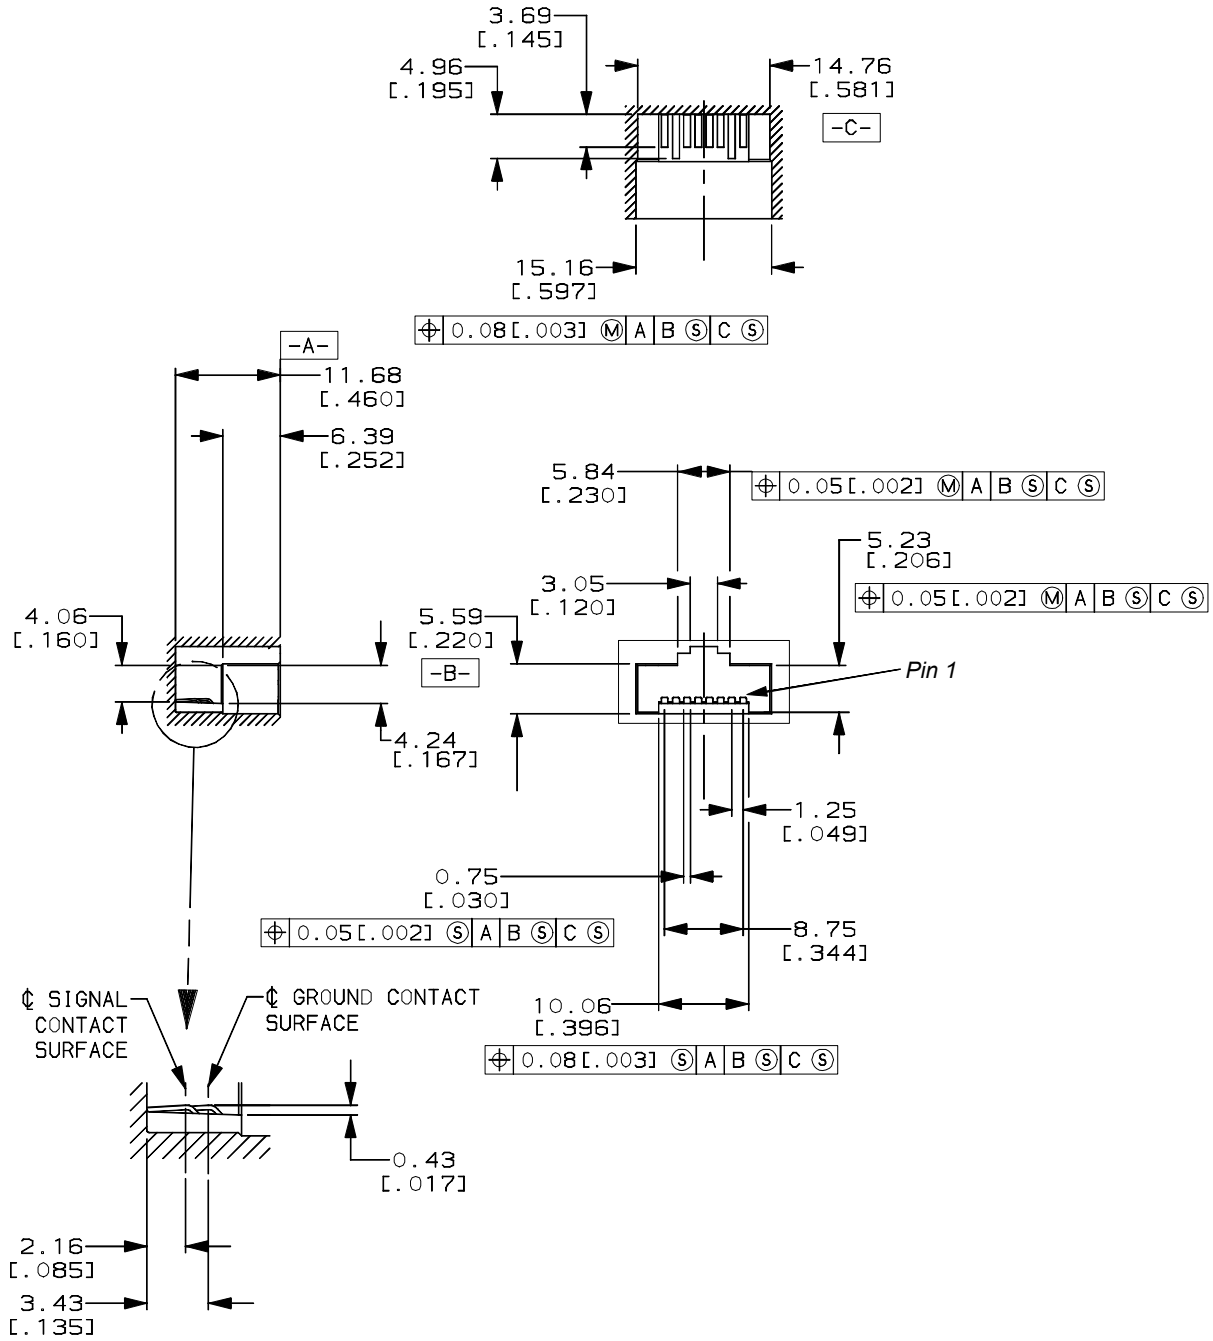 3.69
[.145]
4.96
[.195]
14.76
[.581]
-C-
15.16
[.597]
⌖ 0.08[.003] Ⓜ A B Ⓢ C Ⓢ
-A-
11.68
[.460]
6.39
[.252]
5.84
[.230]
⌖ 0.05[.002] Ⓜ A B Ⓢ C Ⓢ
5.23
[.206]
⌖ 0.05[.002] Ⓜ A B Ⓢ C Ⓢ
3.05
[.120]
4.06
[.160]
5.59
[.220]
-B-
Pin 1
4.24
[.167]
1.25
[.049]
0.75
[.030]
⌖ 0.05[.002] Ⓢ A B Ⓢ C Ⓢ
8.75
[.344]
10.06
[.396]
⌖ 0.08[.003] Ⓢ A B Ⓢ C Ⓢ
℄ SIGNAL
CONTACT
SURFACE
℄ GROUND CONTACT
SURFACE
0.43
[.017]
2.16
[.085]
3.43
[.135]